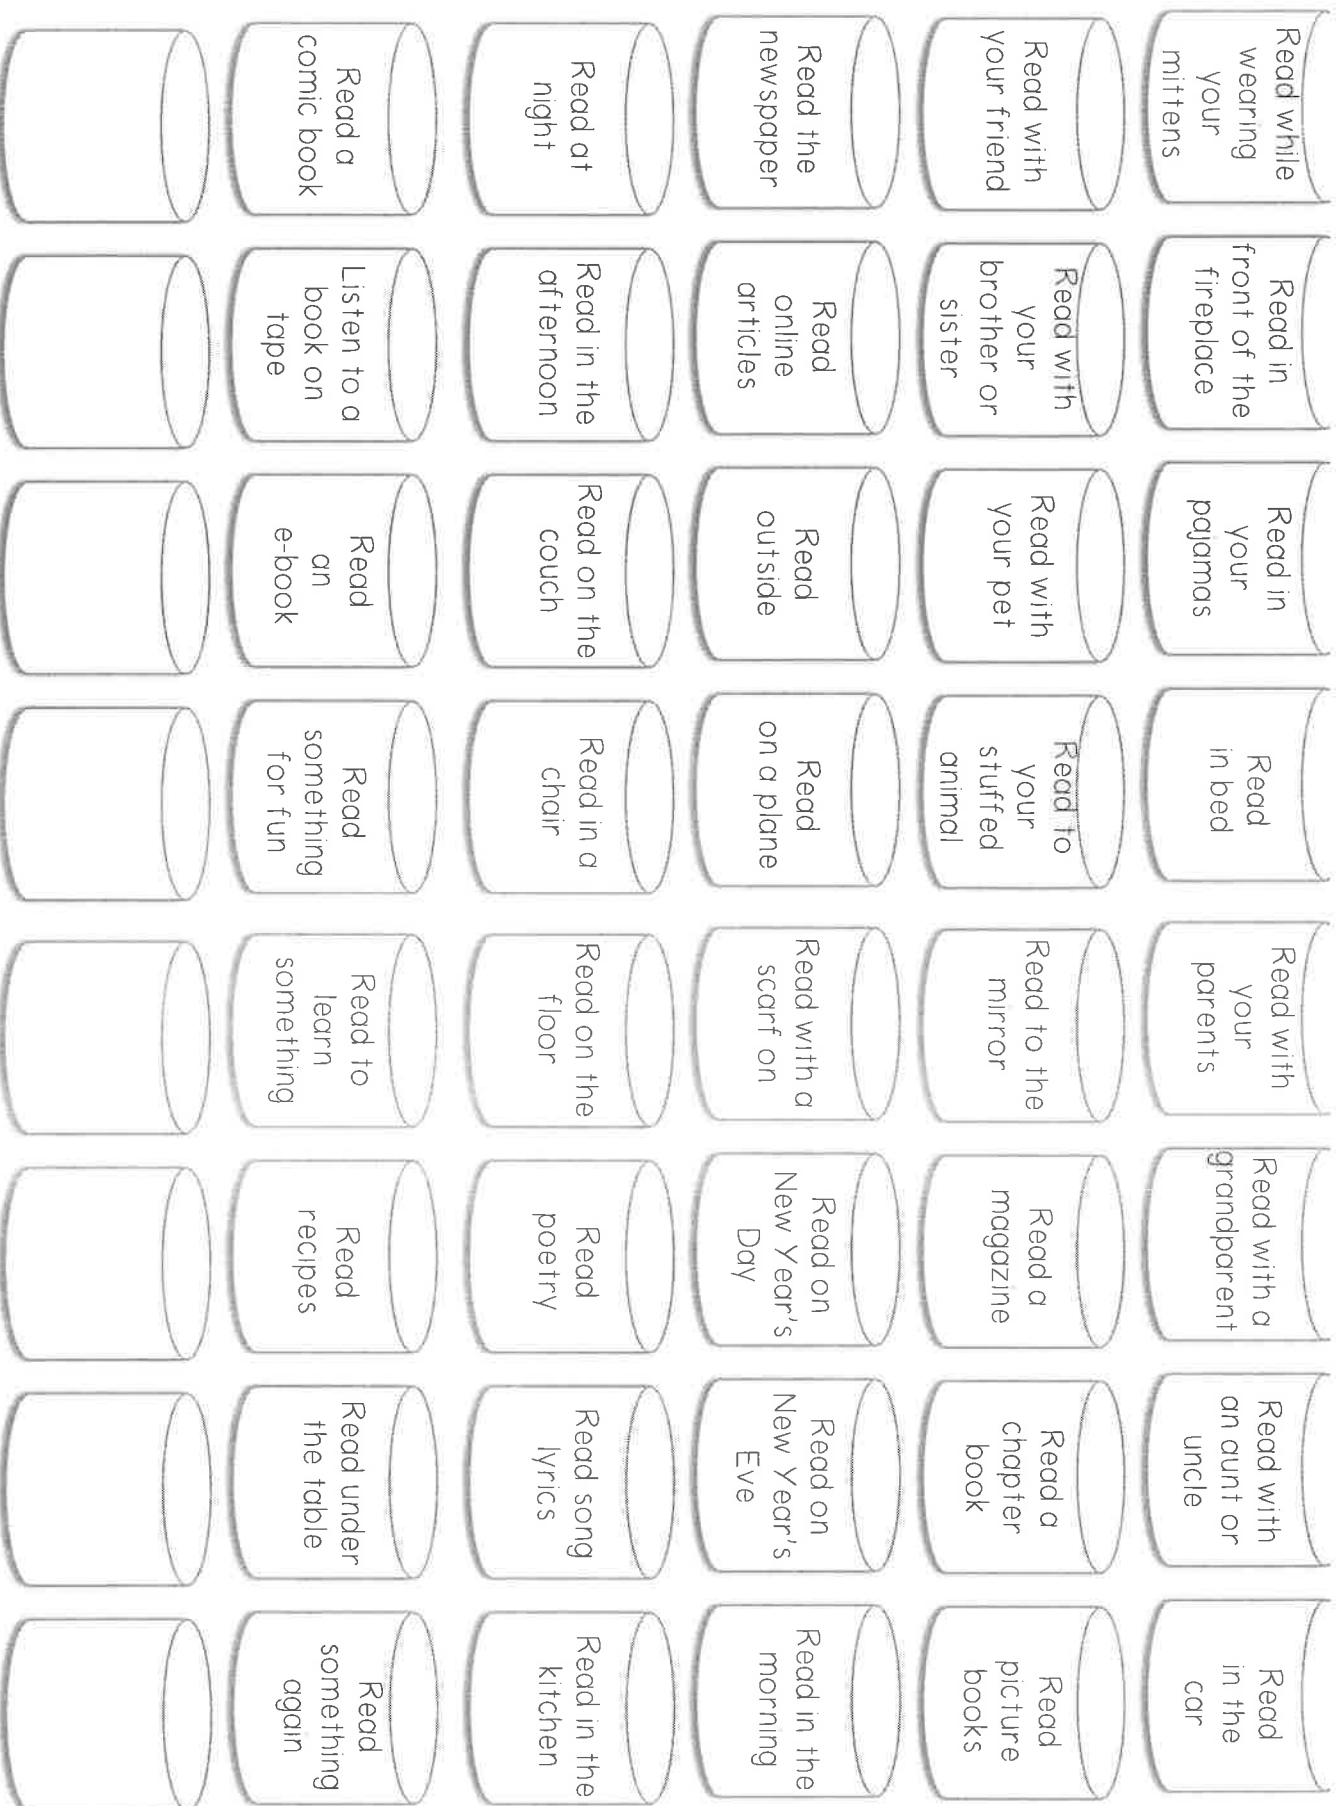 Read while
wearing
your
mittens
Read in
front of the
fireplace
Read in
your
pajamas
Read
in bed
Read with
your
parents
Read with a
grandparent
Read with
an aunt or
uncle
Read
in the
car
Read with
your friend
Read with
your
brother or
sister
Read with
your pet
Read to
your
stuffed
animal
Read to the
mirror
Read a
magazine
Read a
chapter
book
Read
picture
books
Read the
newspaper
Read
online
articles
Read
outside
Read
on a plane
Read with a
scarf on
Read on
New Year's
Day
Read on
New Year's
Eve
Read in the
morning
Read at
night
Read in the
afternoon
Read on the
couch
Read in a
chair
Read on the
floor
Read
poetry
Read song
lyrics
Read in the
kitchen
Read a
comic book
Listen to a
book on
tape
Read
an
e-book
Read
something
for fun
Read to
learn
something
Read
recipes
Read under
the table
Read
something
again